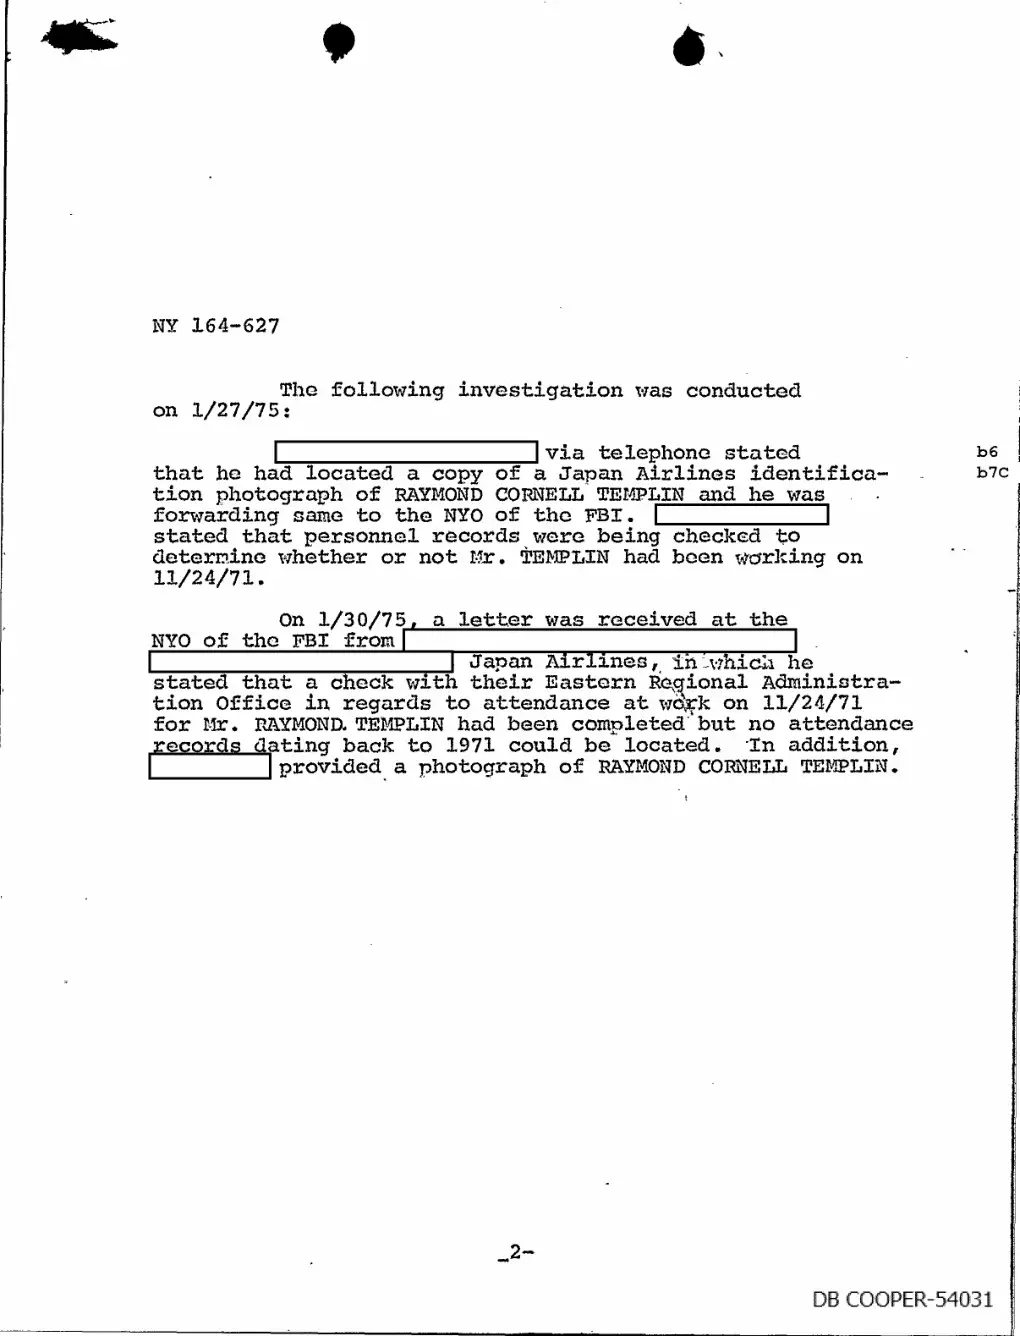 NY 164-627
The following investigation was conducted
on 1/27/75:
via telephone stated
b6
that he had located a copy of a Japan Airlines identifica-
b7C
tion photograph of RAYMOND CORNELL TEMPLIN and he was
forwarding same to the NYO of the FBI.
stated that personnel records were being checked to
determine whether or not Mr. TEMPLIN had been working on
11/24/71.
On 1/30/75, a letter was received at the
NYO of the FBI from
Japan Airlines, in which he
stated that a check with their Eastern Regional Administra-
tion Office in regards to attendance at work on 11/24/71
for Mr. RAYMOND TEMPLIN had been completed but no attendance
records dating back to 1971 could be located. In addition,
provided a photograph of RAYMOND CORNELL TEMPLIN.
-2-
DB COOPER-54031